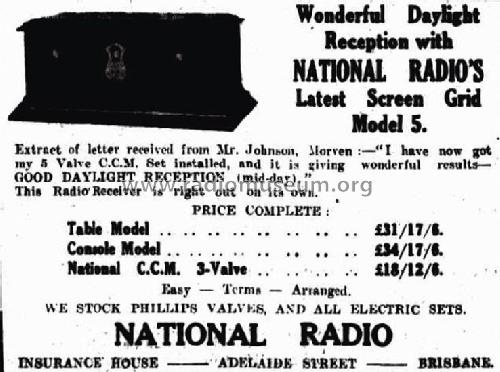 Wonderful Daylight
Reception with
NATIONAL RADIO'S
Latest Screen Grid
Model 5.
Extract of letter received from Mr. Johnson, Morven :—"I have now got
my 5 Valve C.C.M. Set installed, and it is giving wonderful results—
GOOD DAYLIGHT RECEPTION (mid-day)."
www.radiomuseum.org
This Radio Receiver is right out on its own.
PRICE COMPLETE :
Table Model .. .. .. .. .. .. .. £31/17/6.
Console Model .. .. .. .. .. .. .. £34/17/6.
National C.C.M. 3-Valve .. .. .. .. £18/12/6.
Easy — Terms — Arranged.
WE STOCK PHILLIPS VALVES, AND ALL ELECTRIC SETS.
NATIONAL RADIO
INSURANCE HOUSE —— ADELAIDE STREET —— BRISBANE.